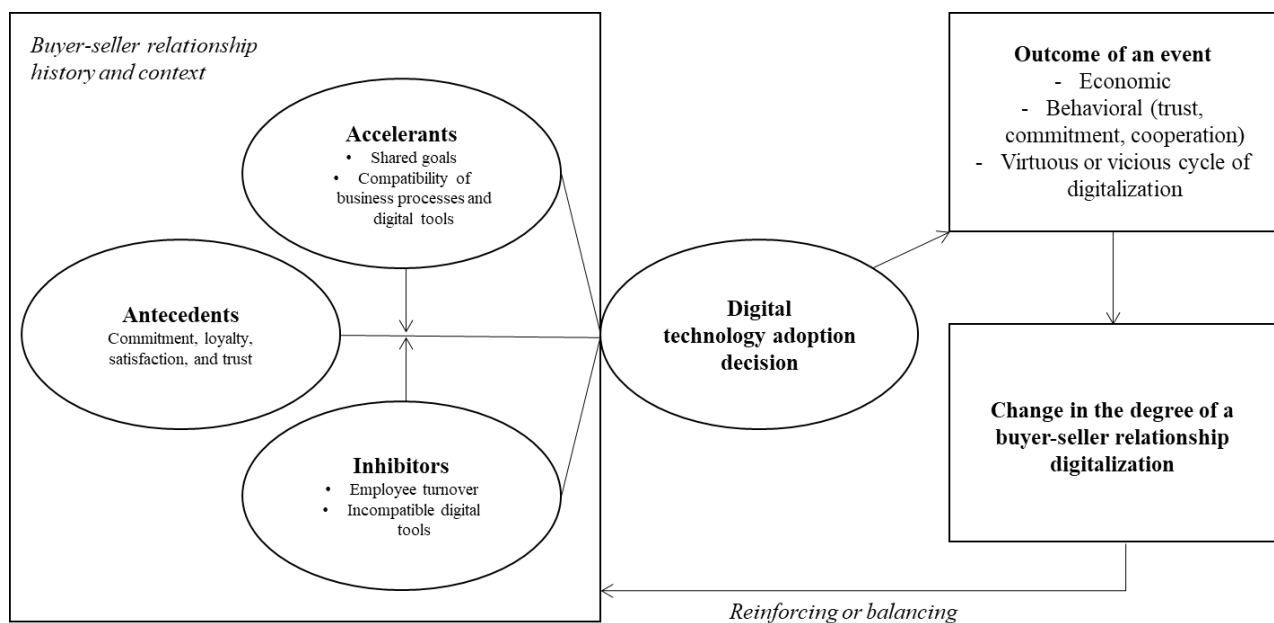 Buyer-seller relationship
history and context
Accelerants
• Shared goals
• Compatibility of
business processes and
digital tools
Antecedents
Commitment, loyalty,
satisfaction, and trust
Inhibitors
• Employee turnover
• Incompatible digital
tools
Digital
technology adoption
decision
Outcome of an event
- Economic
- Behavioral (trust,
commitment, cooperation)
- Virtuous or vicious cycle of
digitalization
Change in the degree of a
buyer-seller relationship
digitalization
Reinforcing or balancing